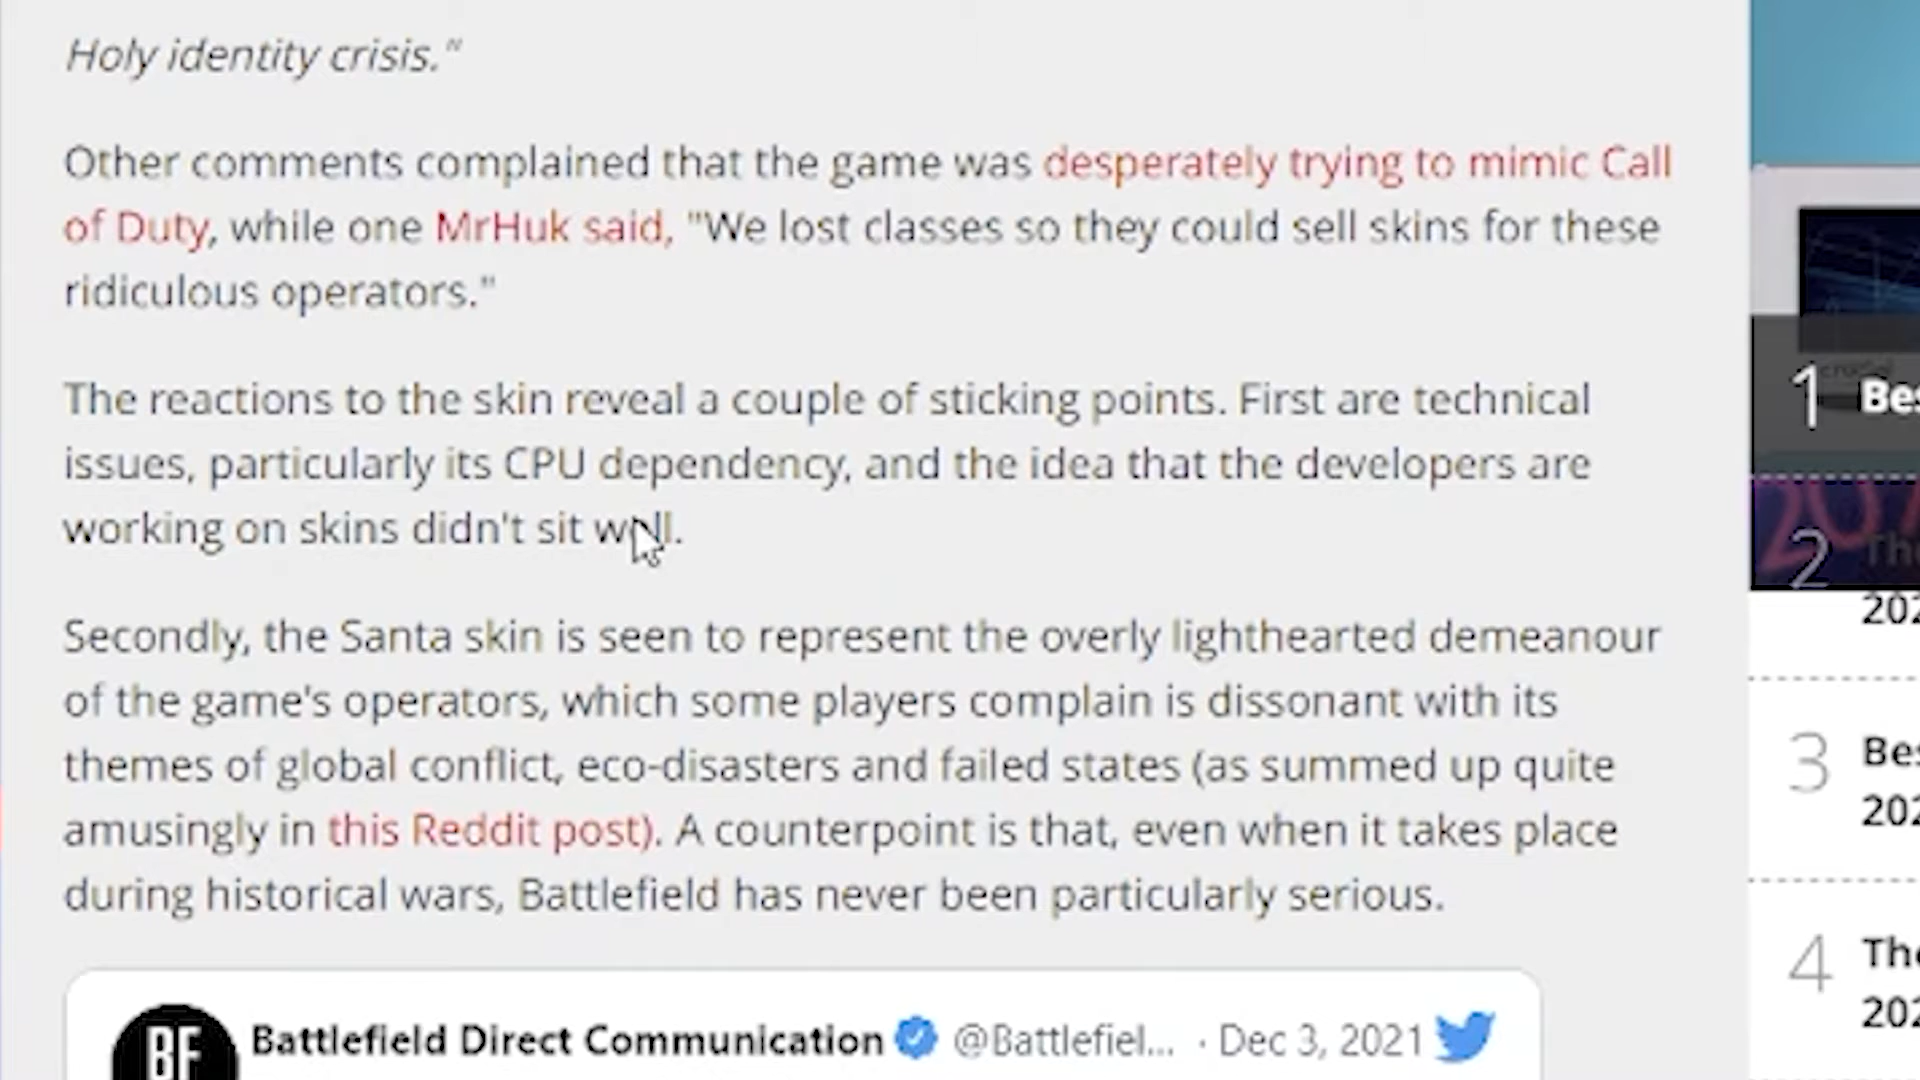 Holy identity crisis."
Other comments complained that the game was desperately trying to mimic Call
of Duty, while one MrHuk said, "We lost classes so they could sell skins for these
ridiculous operators."
The reactions to the skin reveal a couple of sticking points. First are technical
issues, particularly its CPU dependency, and the idea that the developers are
working on skins didn't sit well.
Secondly, the Santa skin is seen to represent the overly lighthearted demeanour
of the game's operators, which some players complain is dissonant with its
themes of global conflict, eco-disasters and failed states (as summed up quite
amusingly in this Reddit post). A counterpoint is that, even when it takes place
during historical wars, Battlefield has never been particularly serious.
BF
Battlefield Direct Communication @Battlefiel... · Dec 3, 2021
1
2
202
3
202
4
202